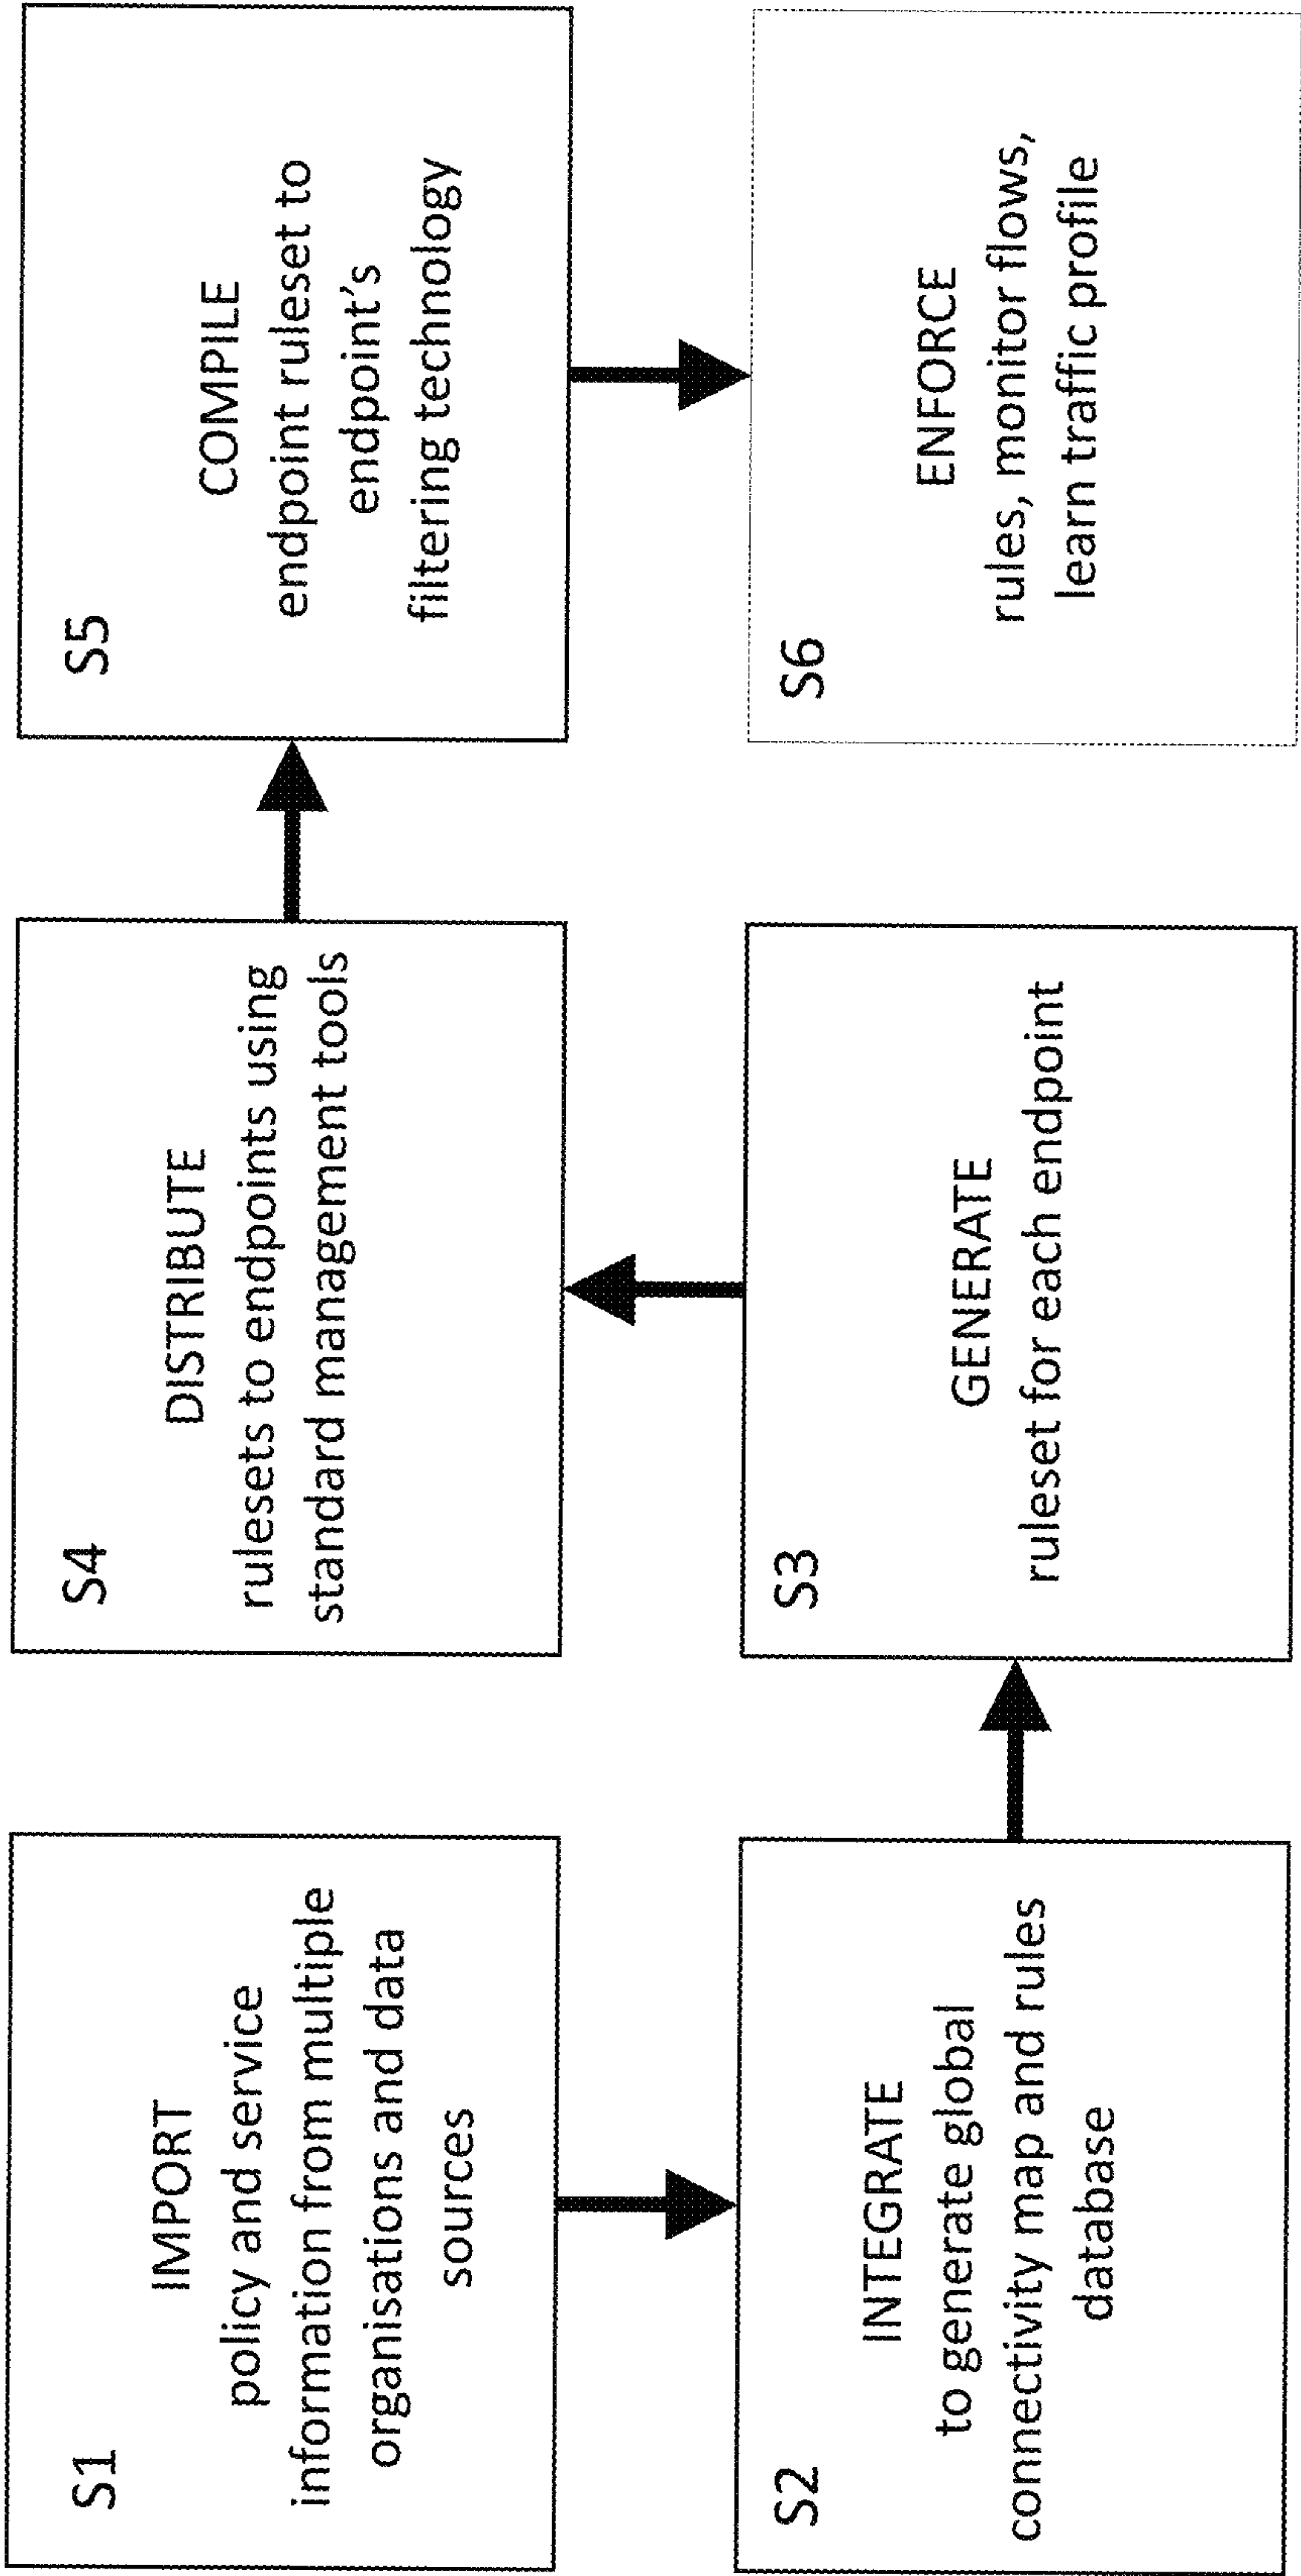 S1
IMPORT
policy and service
information from multiple
organisations and data
sources
S2
INTEGRATE
to generate global
connectivity map and rules
database
S3
GENERATE
ruleset for each endpoint
S4
DISTRIBUTE
rulesets to endpoints using
standard management tools
S5
COMPILE
endpoint ruleset to
endpoint's
filtering technology
S6
ENFORCE
rules, monitor flows,
learn traffic profile